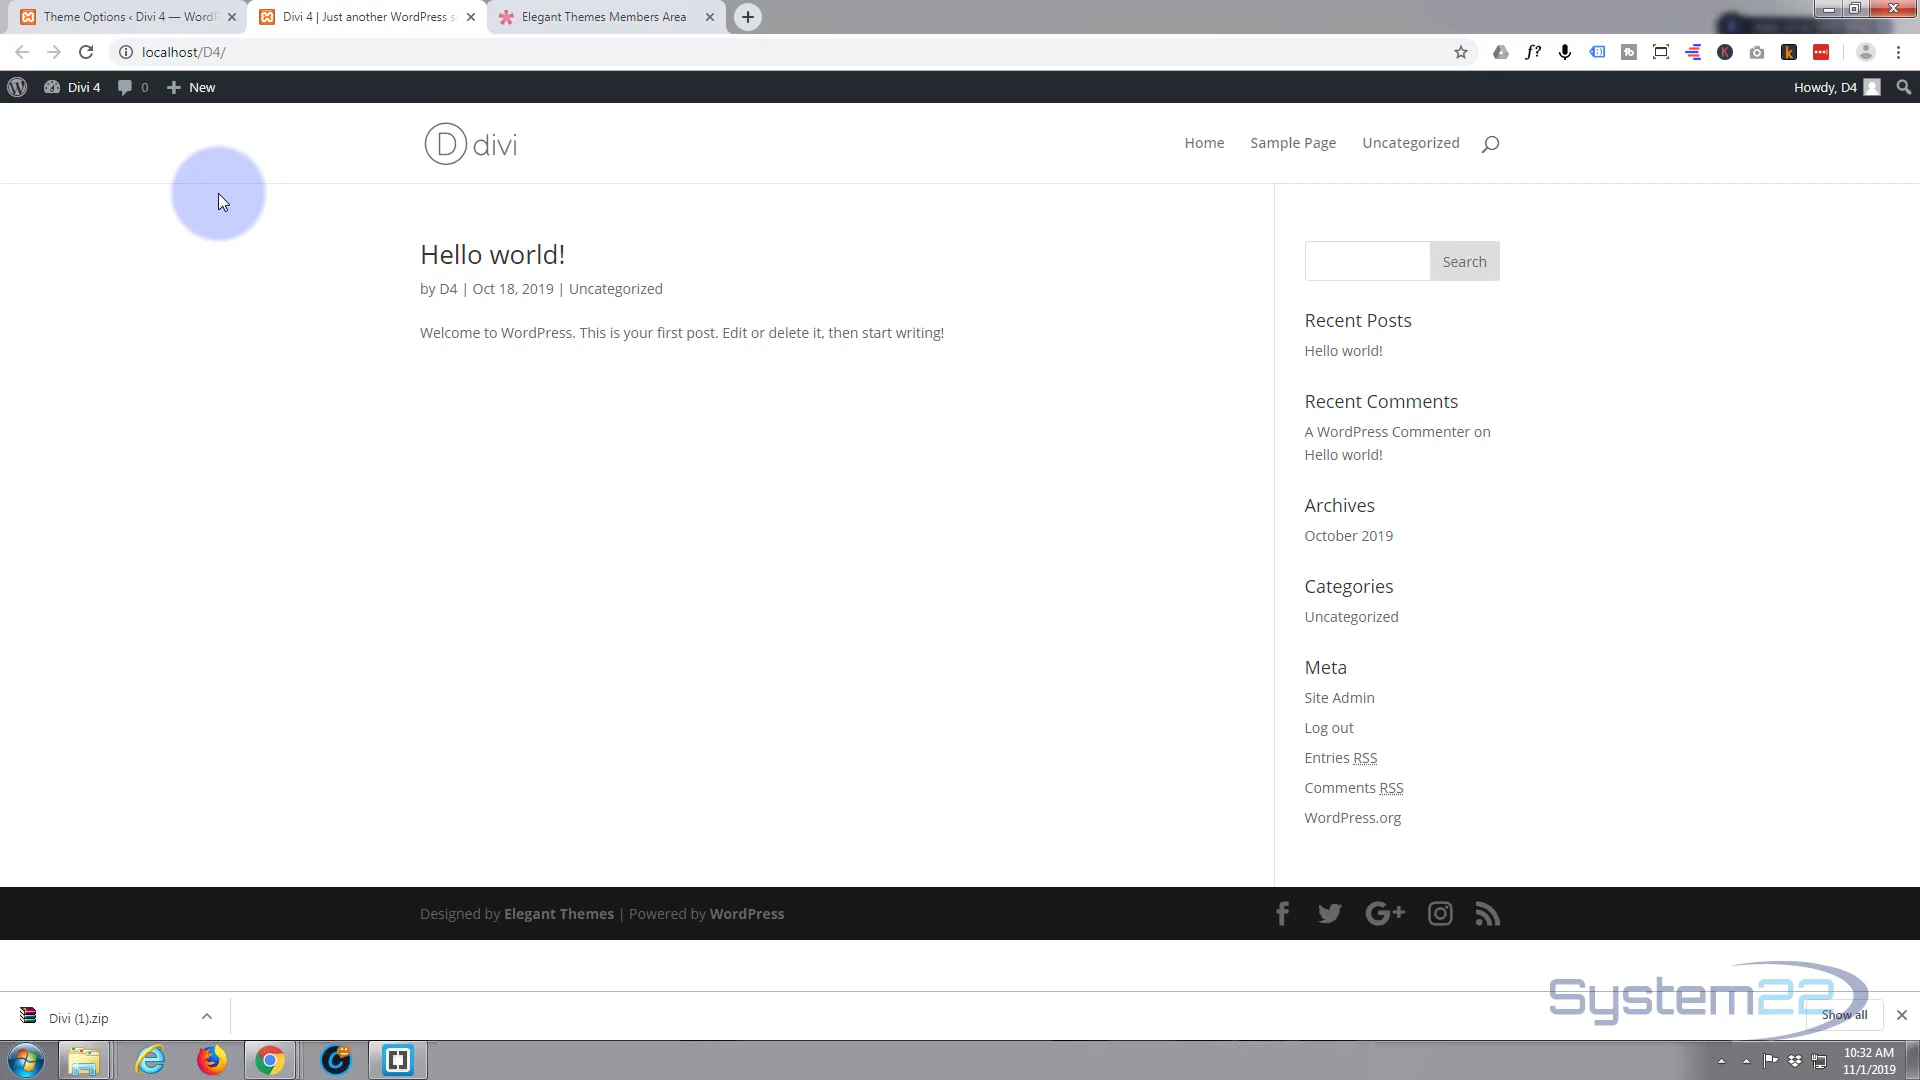 Theme Options ‹ Divi 4 — WordP
Divi 4 | Just another WordPress s
Elegant Themes Members Area
localhost/D4/
Divi 4
0
New
Howdy, D4
D divi
Home
Sample Page
Uncategorized
Hello world!
by D4 | Oct 18, 2019 | Uncategorized
Welcome to WordPress. This is your first post. Edit or delete it, then start writing!
Search
Recent Posts
Hello world!
Recent Comments
A WordPress Commenter on
Hello world!
Archives
October 2019
Categories
Uncategorized
Meta
Site Admin
Log out
Entries RSS
Comments RSS
WordPress.org
Designed by Elegant Themes | Powered by WordPress
System22
Divi (1).zip
Show all
10:32 AM
11/1/2019